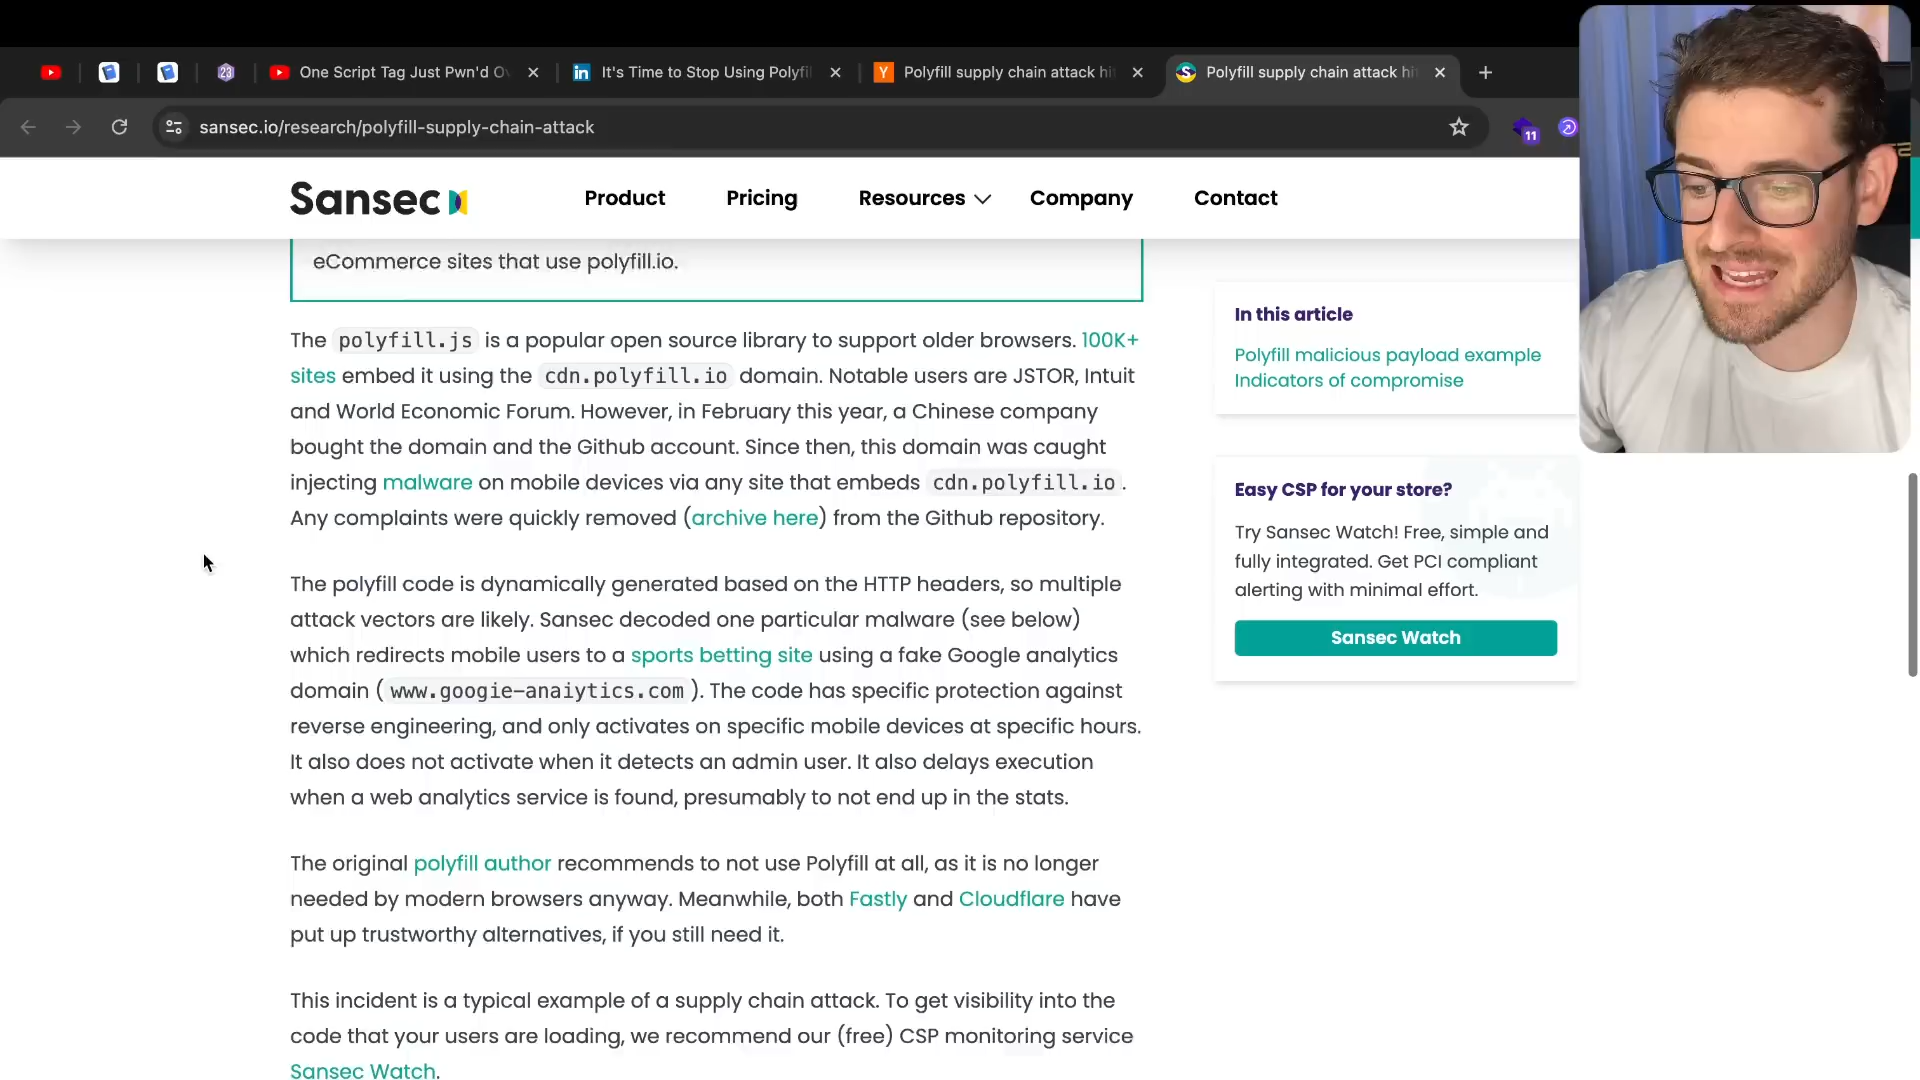 23
One Script Tag Just Pwn'd O
It's Time to Stop Using Polyfil
Polyfill supply chain attack hi
Polyfill supply chain attack hi
sansec.io/research/polyfill-supply-chain-attack
11
Sansec
Product
Pricing
Resources
Company
Contact
eCommerce sites that use polyfill.io.
The polyfill.js is a popular open source library to support older browsers. 100K+
sites embed it using the cdn.polyfill.io domain. Notable users are JSTOR, Intuit
and World Economic Forum. However, in February this year, a Chinese company
bought the domain and the Github account. Since then, this domain was caught
injecting malware on mobile devices via any site that embeds cdn.polyfill.io.
Any complaints were quickly removed (archive here) from the Github repository.
The polyfill code is dynamically generated based on the HTTP headers, so multiple
attack vectors are likely. Sansec decoded one particular malware (see below)
which redirects mobile users to a sports betting site using a fake Google analytics
domain (www.googie-anaiytics.com). The code has specific protection against
reverse engineering, and only activates on specific mobile devices at specific hours.
It also does not activate when it detects an admin user. It also delays execution
when a web analytics service is found, presumably to not end up in the stats.
The original polyfill author recommends to not use Polyfill at all, as it is no longer
needed by modern browsers anyway. Meanwhile, both Fastly and Cloudflare have
put up trustworthy alternatives, if you still need it.
This incident is a typical example of a supply chain attack. To get visibility into the
code that your users are loading, we recommend our (free) CSP monitoring service
Sansec Watch.
In this article
Polyfill malicious payload example
Indicators of compromise
Easy CSP for your store?
Try Sansec Watch! Free, simple and
fully integrated. Get PCI compliant
alerting with minimal effort.
Sansec Watch